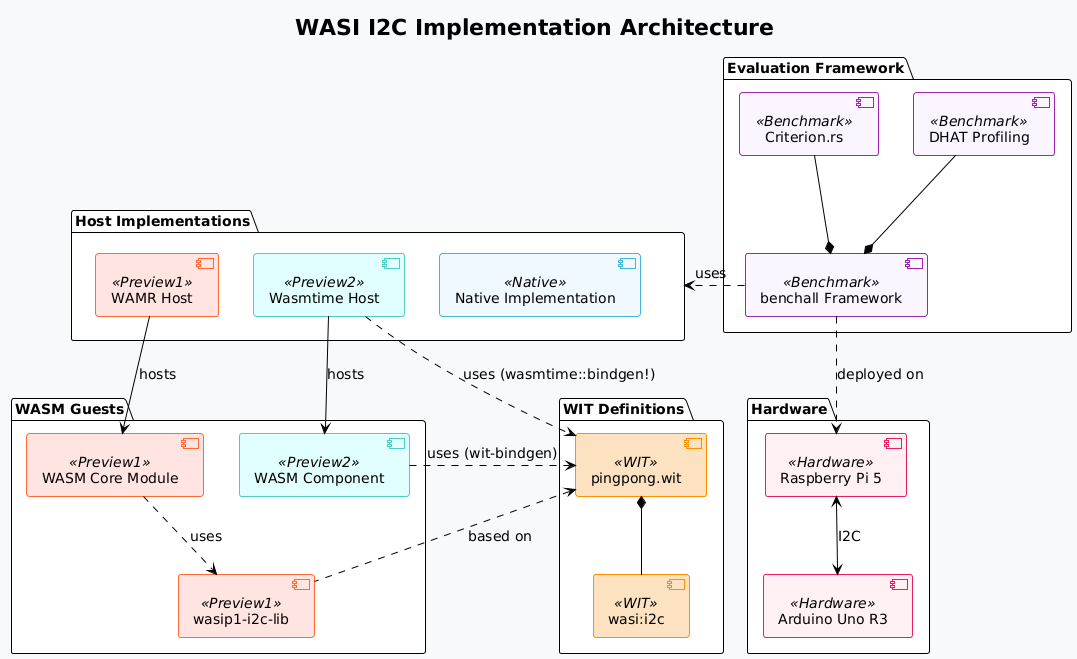 WASI I2C Implementation Architecture
Evaluation Framework
«Benchmark»
Criterion.rs
«Benchmark»
DHAT Profiling
Host Implementations
«Preview1»
WAMR Host
«Preview2»
Wasmtime Host
«Native»
Native Implementation
uses
«Benchmark»
benchall Framework
hosts
hosts
uses (wasmtime::bindgen!)
deployed on
WASM Guests
WIT Definitions
Hardware
«Preview1»
WASM Core Module
«Preview2»
WASM Component
uses (wit-bindgen)
«WIT»
pingpong.wit
«Hardware»
Raspberry Pi 5
uses
based on
I2C
«Preview1»
wasip1-i2c-lib
«WIT»
wasi:i2c
«Hardware»
Arduino Uno R3